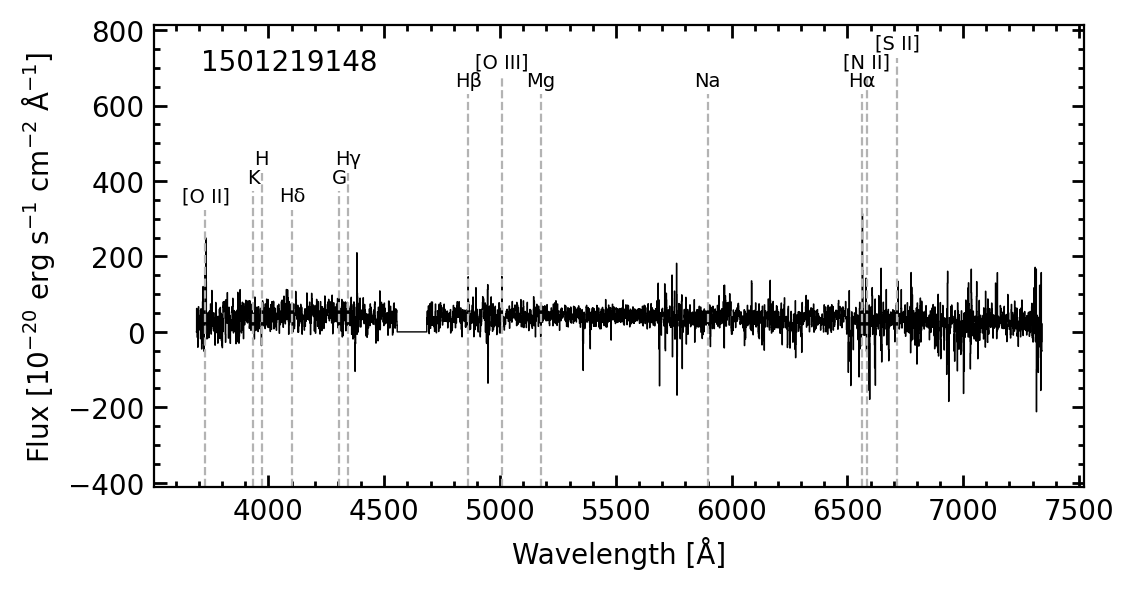 1501219148
[S II]
[O III]
[N II]
Hβ
Mg
Na
Hα
H
Hγ
K
G
[O II]
Hδ
800
600
400
200
0
−200
−400
Flux [10⁻²⁰ erg s⁻¹ cm⁻² Å⁻¹]
4000 4500 5000 5500 6000 6500 7000 7500
Wavelength [Å]